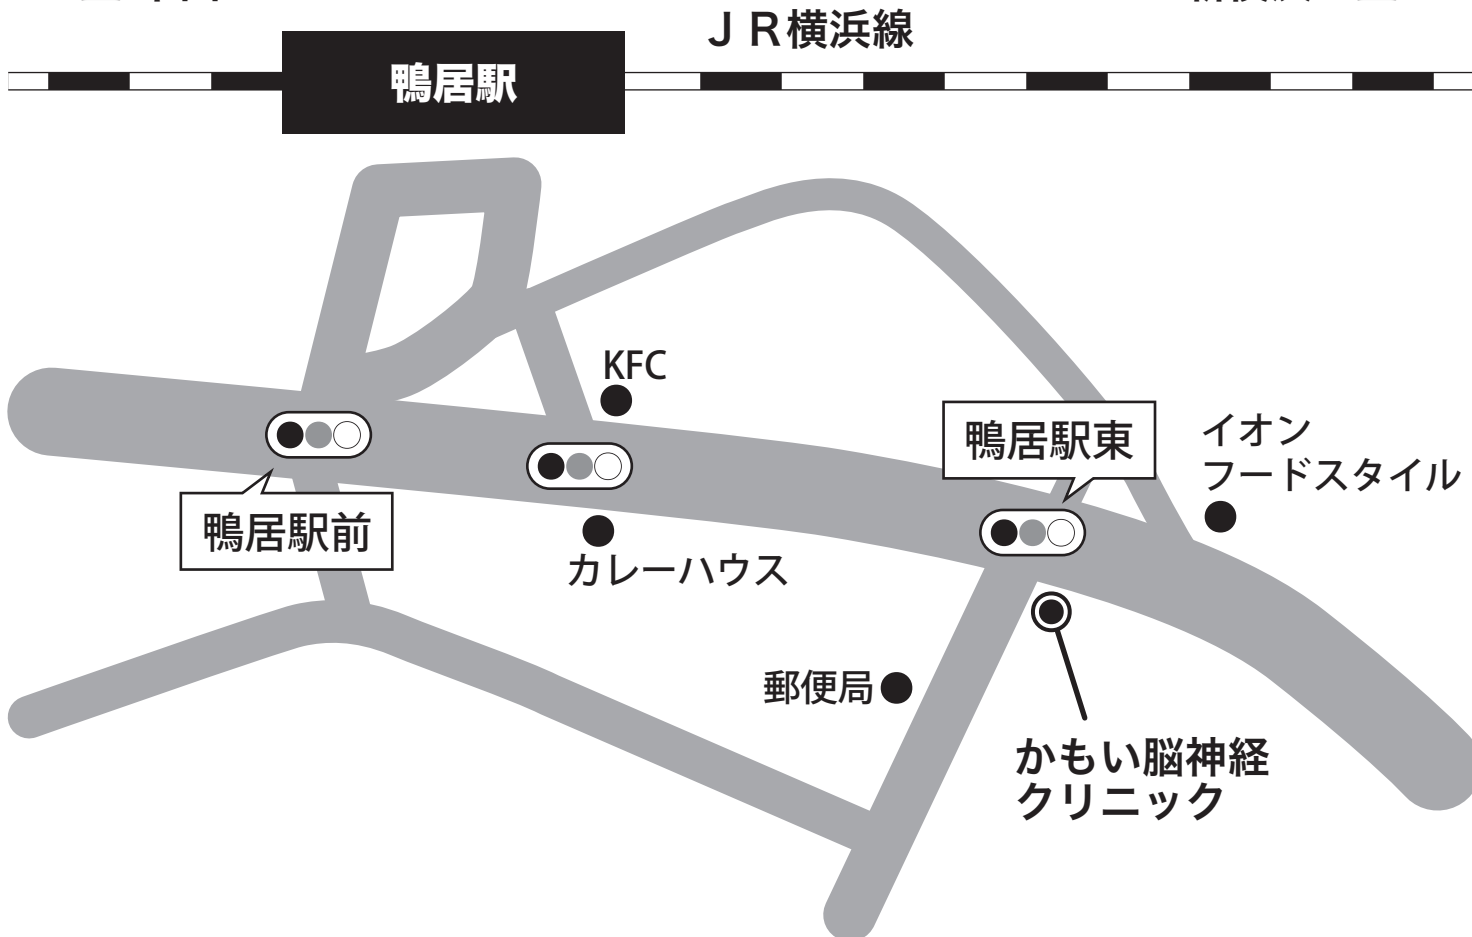 ＪＲ横浜線
鴨居駅
KFC
鴨居駅東
イオン
フードスタイル
鴨居駅前
カレーハウス
郵便局
かもい脳神経
クリニック